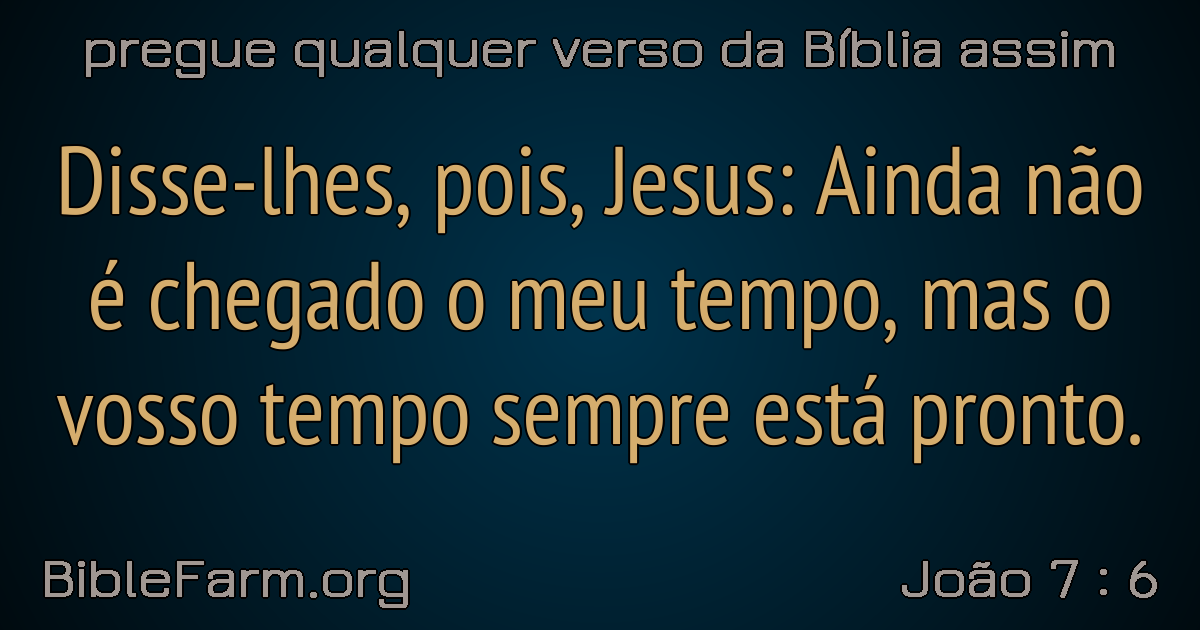 pregue qualquer verso da Bíblia assim
Disse-lhes, pois, Jesus: Ainda não
é chegado o meu tempo, mas o
vosso tempo sempre está pronto.
BibleFarm.org
João 7 : 6